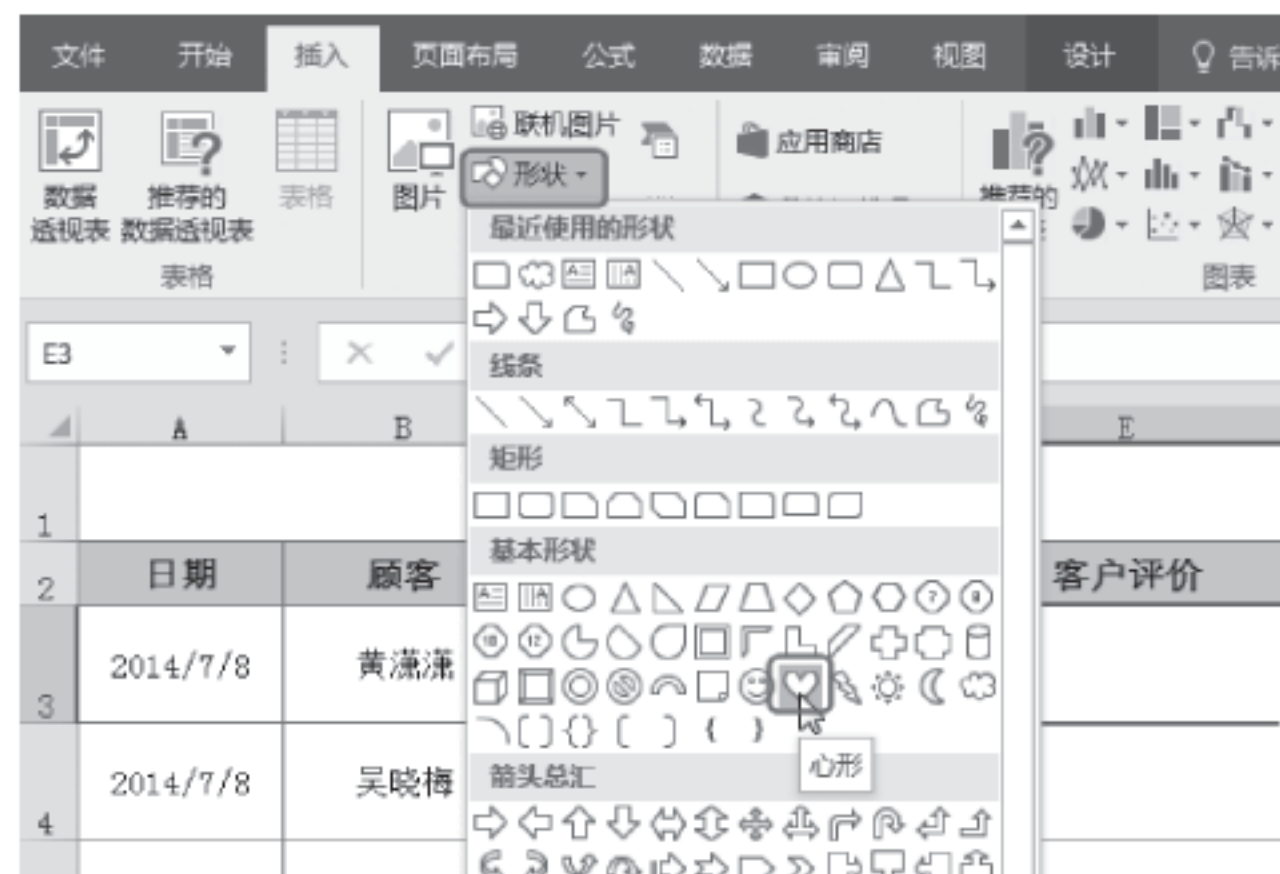 文件 开始 插入 页面布局 公式 数据 审阅 视图 设计 告诉
联机图片
应用商店
形状
数据
透视表
推荐的
数据透视表
表格
图片
推荐的
表格
图表
最近使用的形状
E3
线条
A B E
矩形
1
基本形状
2 日期 顾客 客户评价
3 2014/7/8 黄潇潇
心形
箭头总汇
4 2014/7/8 吴晓梅